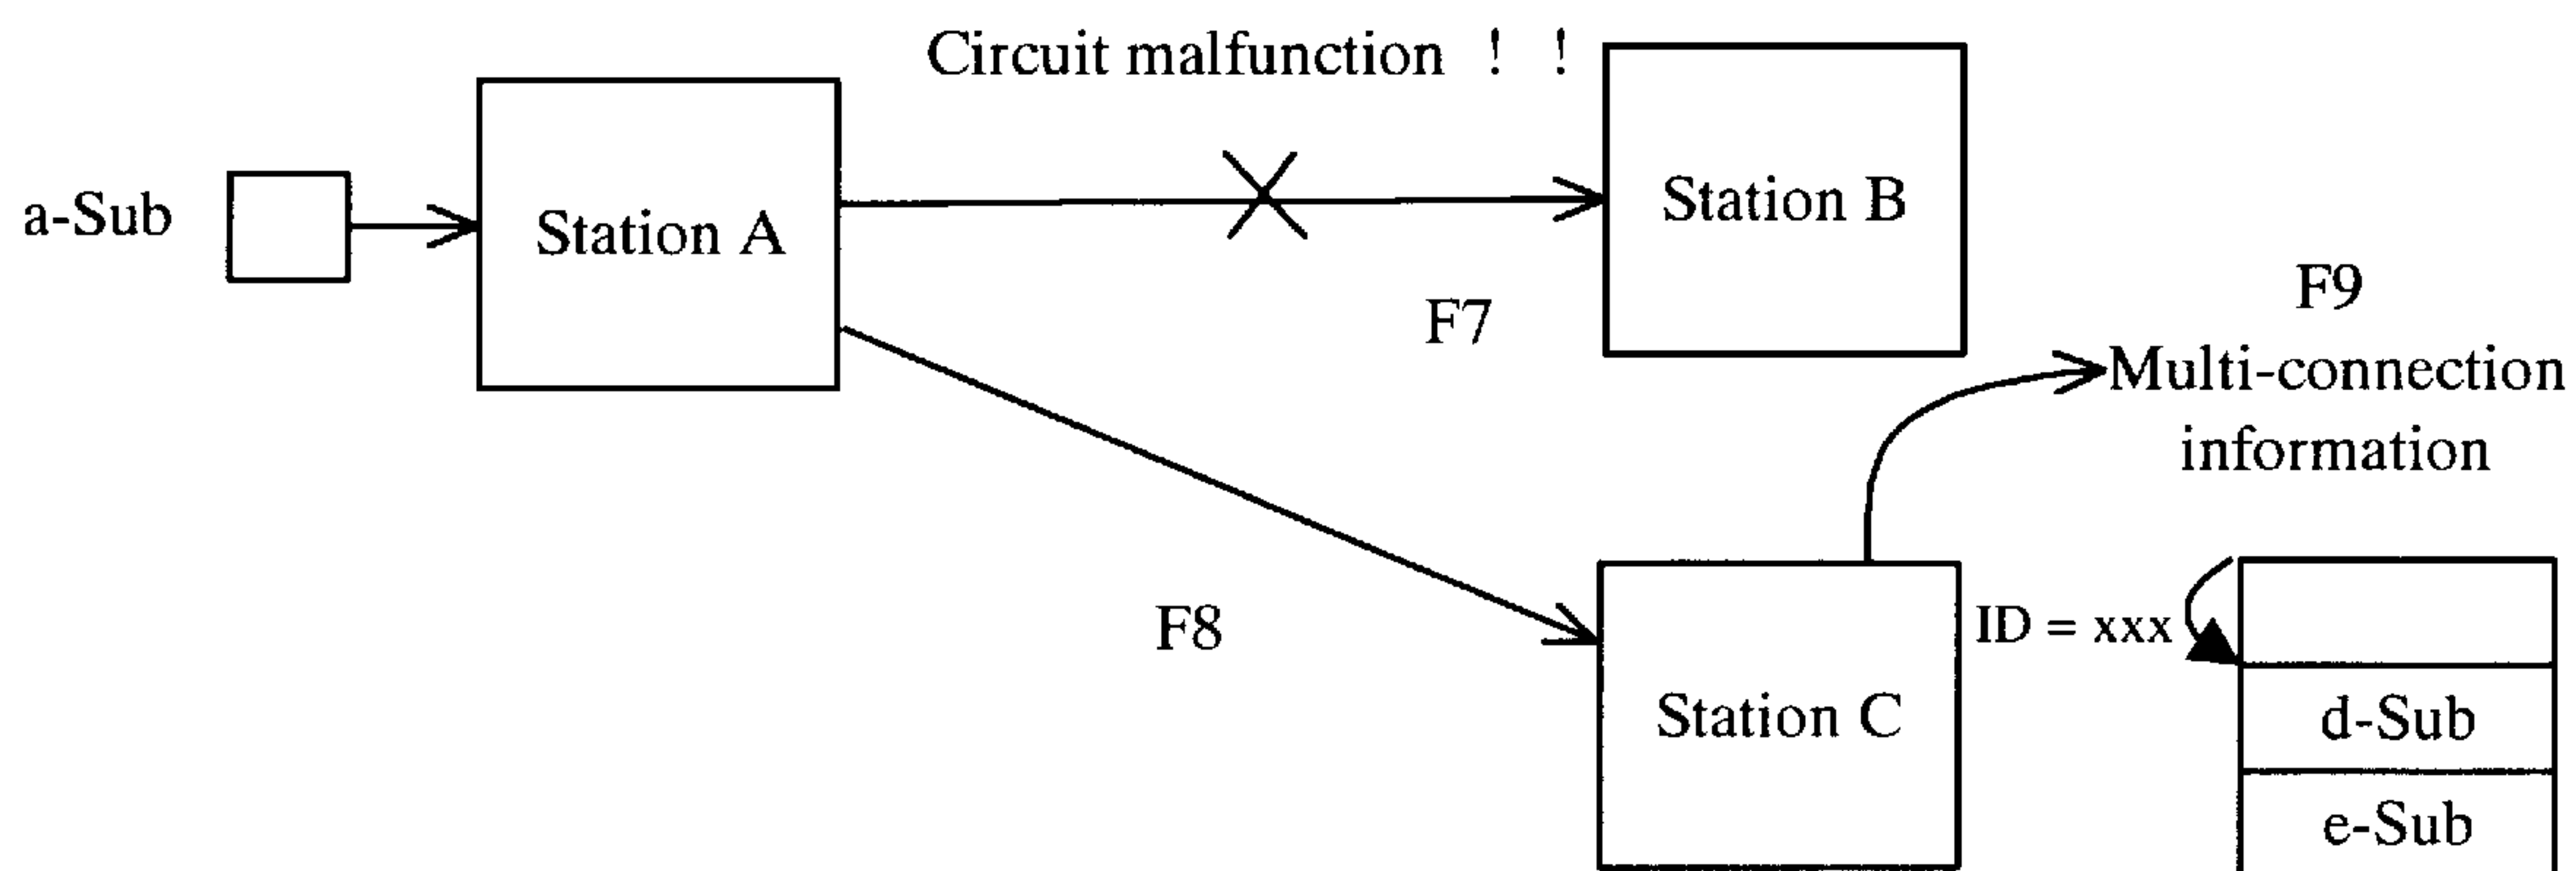 Circuit malfunction ! !
a-Sub
Station A
Station B
F7
F9
Multi-connection
information
F8
Station C
ID = xxx
d-Sub
e-Sub